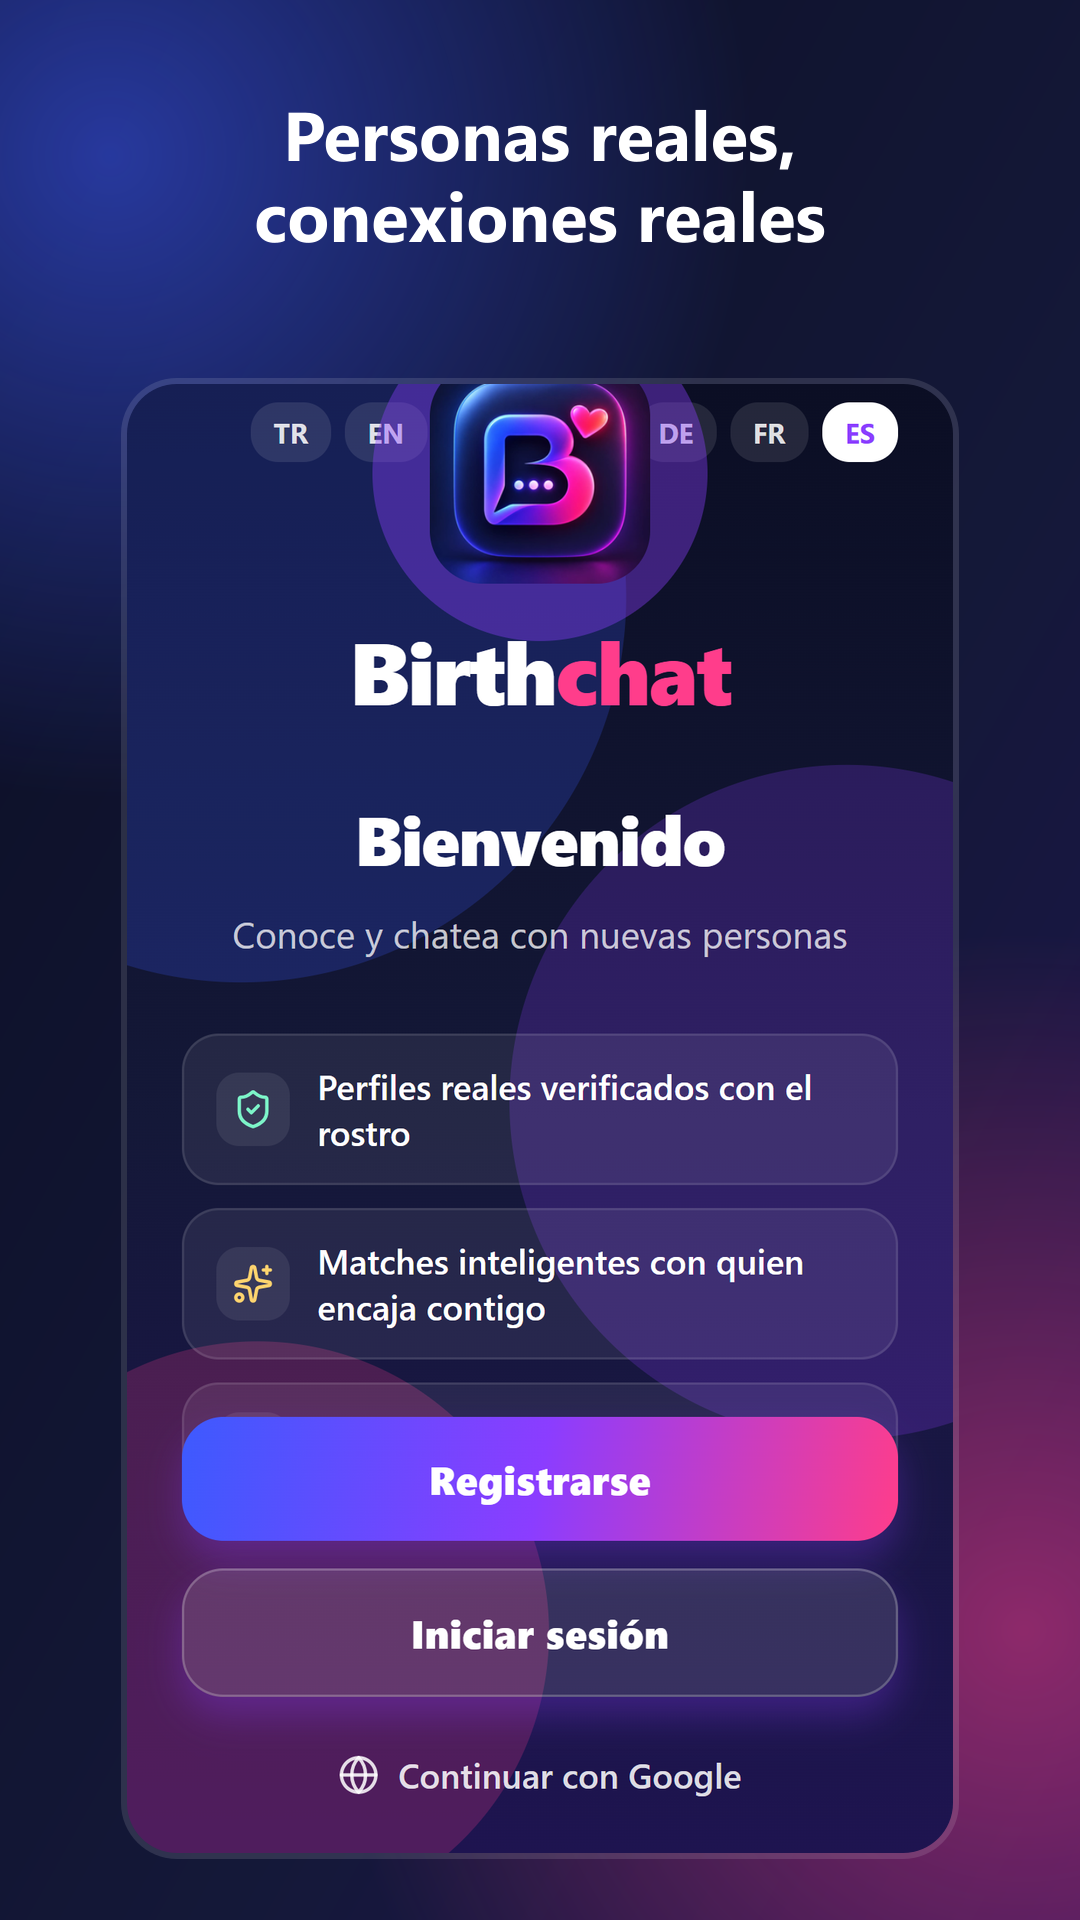 Personas reales,
conexiones reales
TR EN DE FR ES
Birthchat
Bienvenido
Conoce y chatea con nuevas personas
Perfiles reales verificados con el
rostro
Matches inteligentes con quien
encaja contigo
Registrarse
Iniciar sesión
Continuar con Google